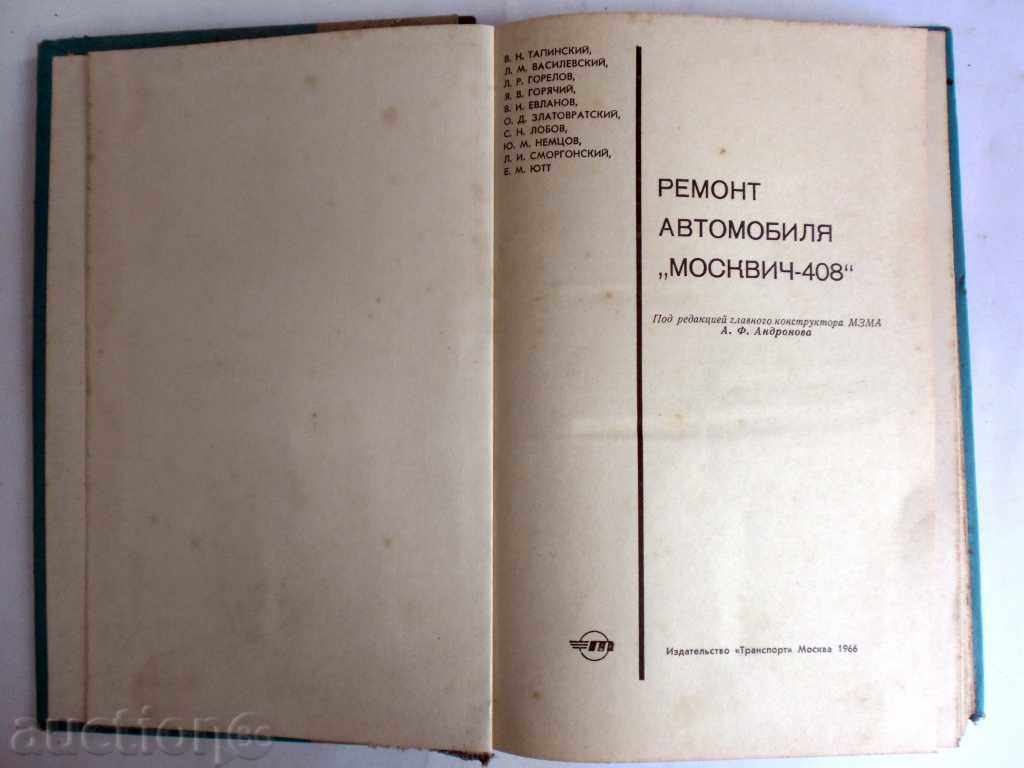 В. Н. ТАПИНСКИЙ,
Л. М. ВАСИЛЕВСКИЙ,
Л. Р. ГОРЕЛОВ,
Я. В. ГОРЯЧИЙ,
В. И. ЕВЛАНОВ,
О. Д. ЗЛАТОВРАТСКИЙ,
С. Н. ЛОБОВ,
Ю. М. НЕМЦОВ,
Л. И. СМОРГОНСКИЙ,
Е. М. ЮТТ
РЕМОНТ
АВТОМОБИЛЯ
„МОСКВИЧ-408“
Под редакцией главного конструктора МЗМА
А. Ф. Андронова
Издательство «Транспорт» Москва 1966
auction